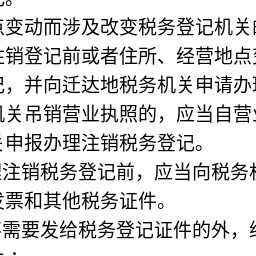 点变动而涉及改变税务登记机关
注销登记前或者住所、经营地点
记，并向迁达地税务机关申请办
机关吊销营业执照的，应当自营
关申报办理注销税务登记。
理注销税务登记前，应当向税务
发票和其他税务证件。
需要发给税务登记证件的外，